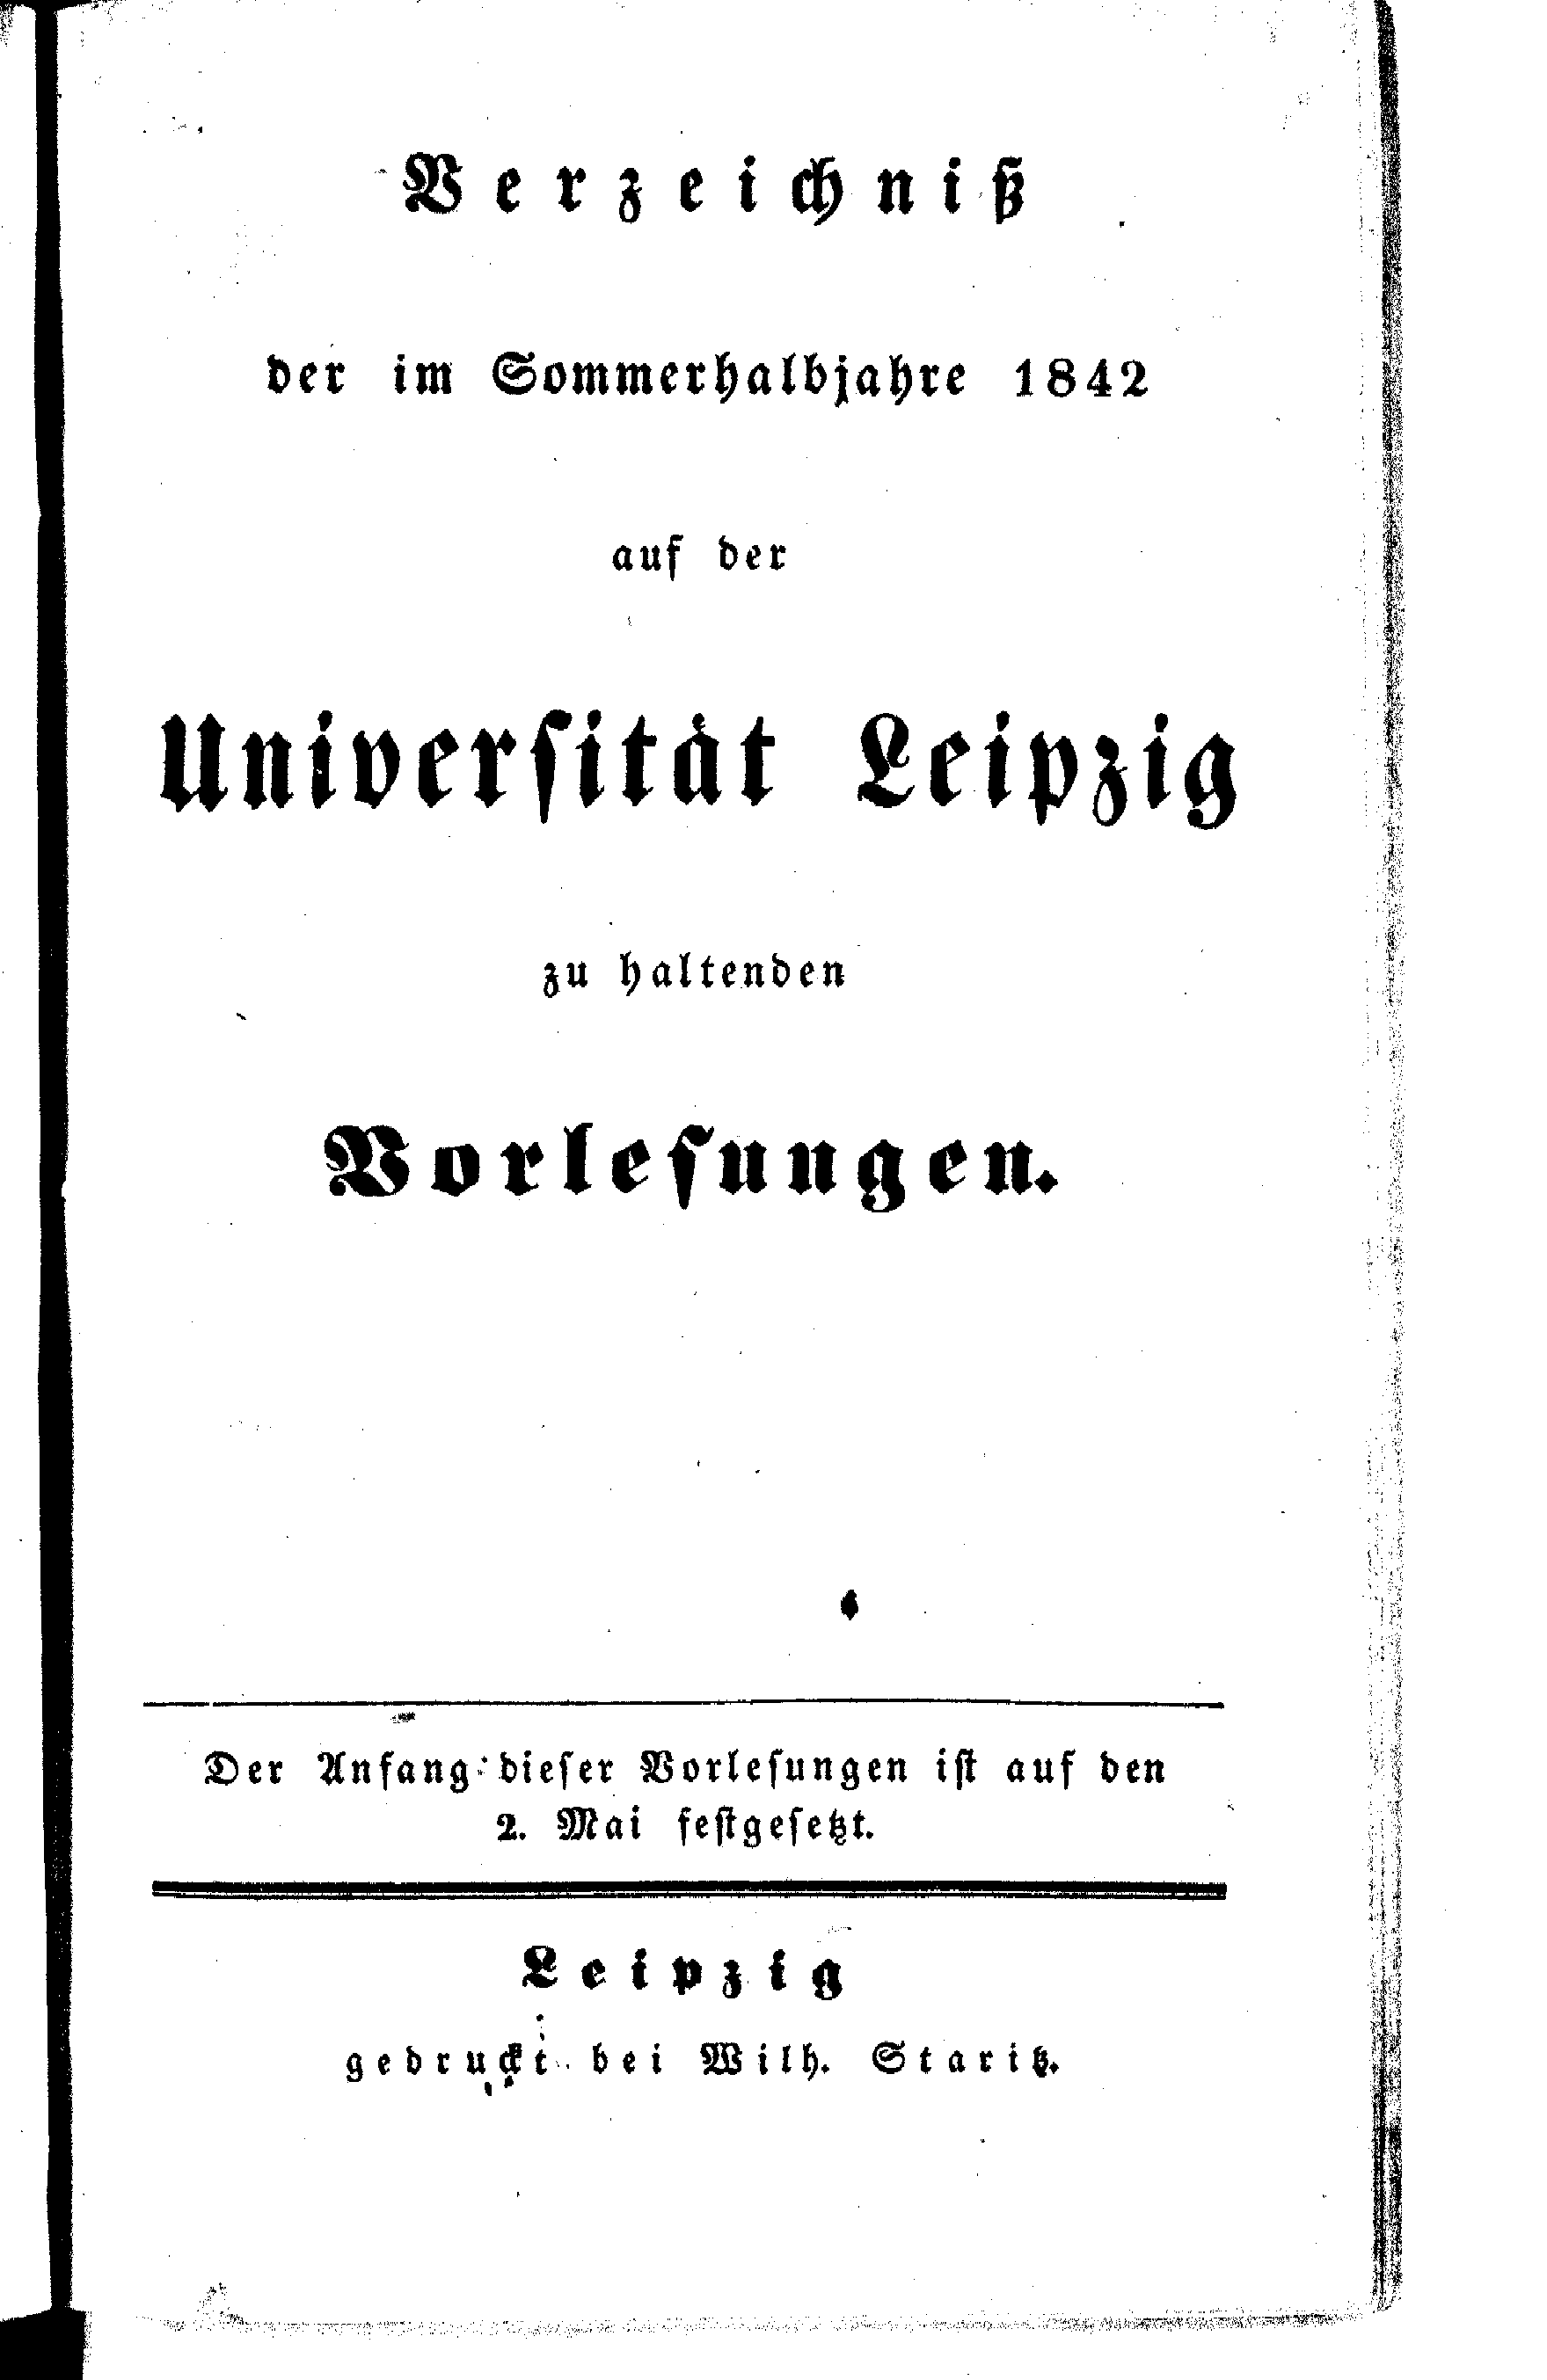 Verzeichniß
der im Sommerhalbjahre 1842
auf der
Universität Leipzig
zu haltenden
Vorlesungen.
Der Anfang dieser Vorlesungen ist auf den
2. Mai festgesetzt.
Leipzig
gedruckt bei Wilh. Staritz.